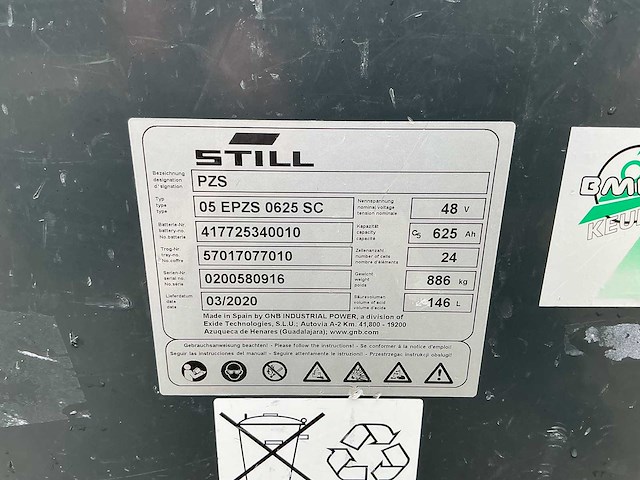 STILL
Bezeichnung
designation
d´signation
PZS
Typ
type
type
05 EPZS 0625 SC
Nennspannung
nominal voltage
tension nominale
48 V
Batterie-Nr
battery-no.
No.batterie
417725340010
Kapazität
capacity
capacité
C5 625 Ah
Trog-Nr
tray-no.
No.coffre
57017077010
Zellenanzahl
number of cells
number d'éléments
24
Serien-Nr
serial-no.
No.série
0200580916
Gewicht
weight
poids
886 kg
Lieferdatum
date
date
03/2020
Säurevolumen
volume of acid
volume d'acide
146 L
Made in Spain by GNB INDUSTRIAL POWER, a division of
Exide Technologies, S.L.U.; Autovia A-2 Km. 41,800 - 19200
Azuqueca de Henares (Guadalajara); www.gnb.com
Gebrauchsanweisung beachten! - Please follow the instructions! - Se conformer à la notice d'emploi!
Seguir las instrucciones del manual! - Seguire attentamente le istruzioni! - Przestrzegac instrukcji obslugi!
BM
KEU